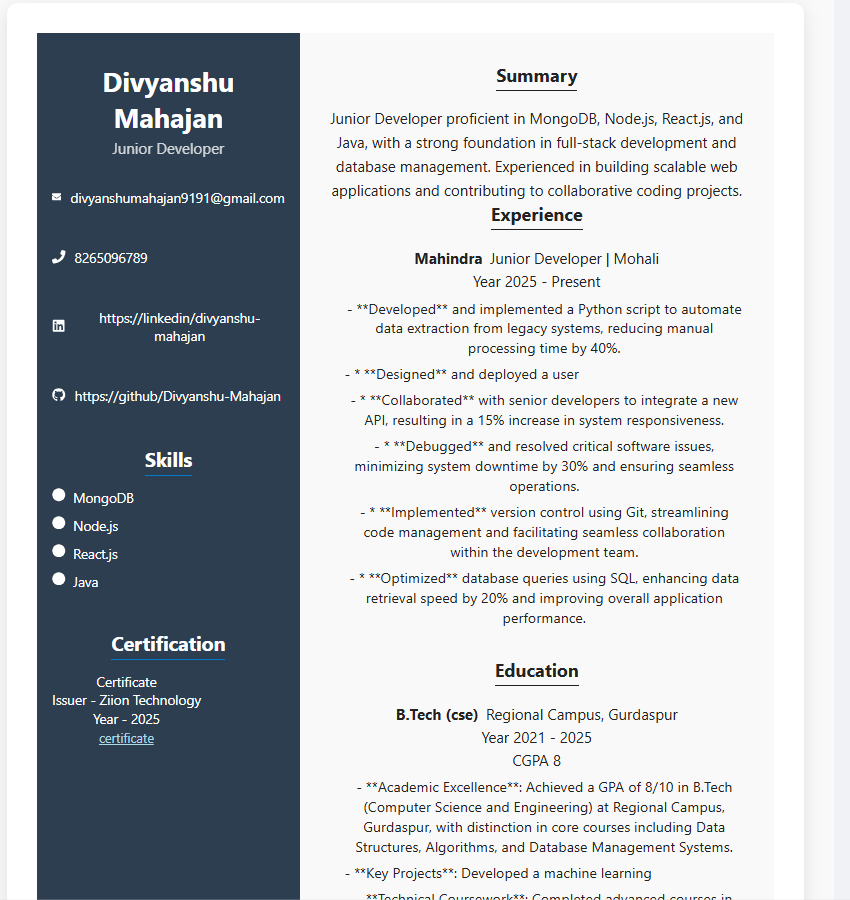 Divyanshu
Mahajan
Junior Developer
divyanshumahajan9191@gmail.com
8265096789
https://linkedin/divyanshu-
mahajan
https://github/Divyanshu-Mahajan
Skills
MongoDB
Node.js
React.js
Java
Certification
Certificate
Issuer - Ziion Technology
Year - 2025
certificate
Summary
Junior Developer proficient in MongoDB, Node.js, React.js, and
Java, with a strong foundation in full-stack development and
database management. Experienced in building scalable web
applications and contributing to collaborative coding projects.
Experience
Mahindra Junior Developer | Mohali
Year 2025 - Present
- **Developed** and implemented a Python script to automate
data extraction from legacy systems, reducing manual
processing time by 40%.
- * **Designed** and deployed a user
- * **Collaborated** with senior developers to integrate a new
API, resulting in a 15% increase in system responsiveness.
- * **Debugged** and resolved critical software issues,
minimizing system downtime by 30% and ensuring seamless
operations.
- * **Implemented** version control using Git, streamlining
code management and facilitating seamless collaboration
within the development team.
- * **Optimized** database queries using SQL, enhancing data
retrieval speed by 20% and improving overall application
performance.
Education
B.Tech (cse) Regional Campus, Gurdaspur
Year 2021 - 2025
CGPA 8
- **Academic Excellence**: Achieved a GPA of 8/10 in B.Tech
(Computer Science and Engineering) at Regional Campus,
Gurdaspur, with distinction in core courses including Data
Structures, Algorithms, and Database Management Systems.
- **Key Projects**: Developed a machine learning
**Technical Coursework**: Completed advanced courses in